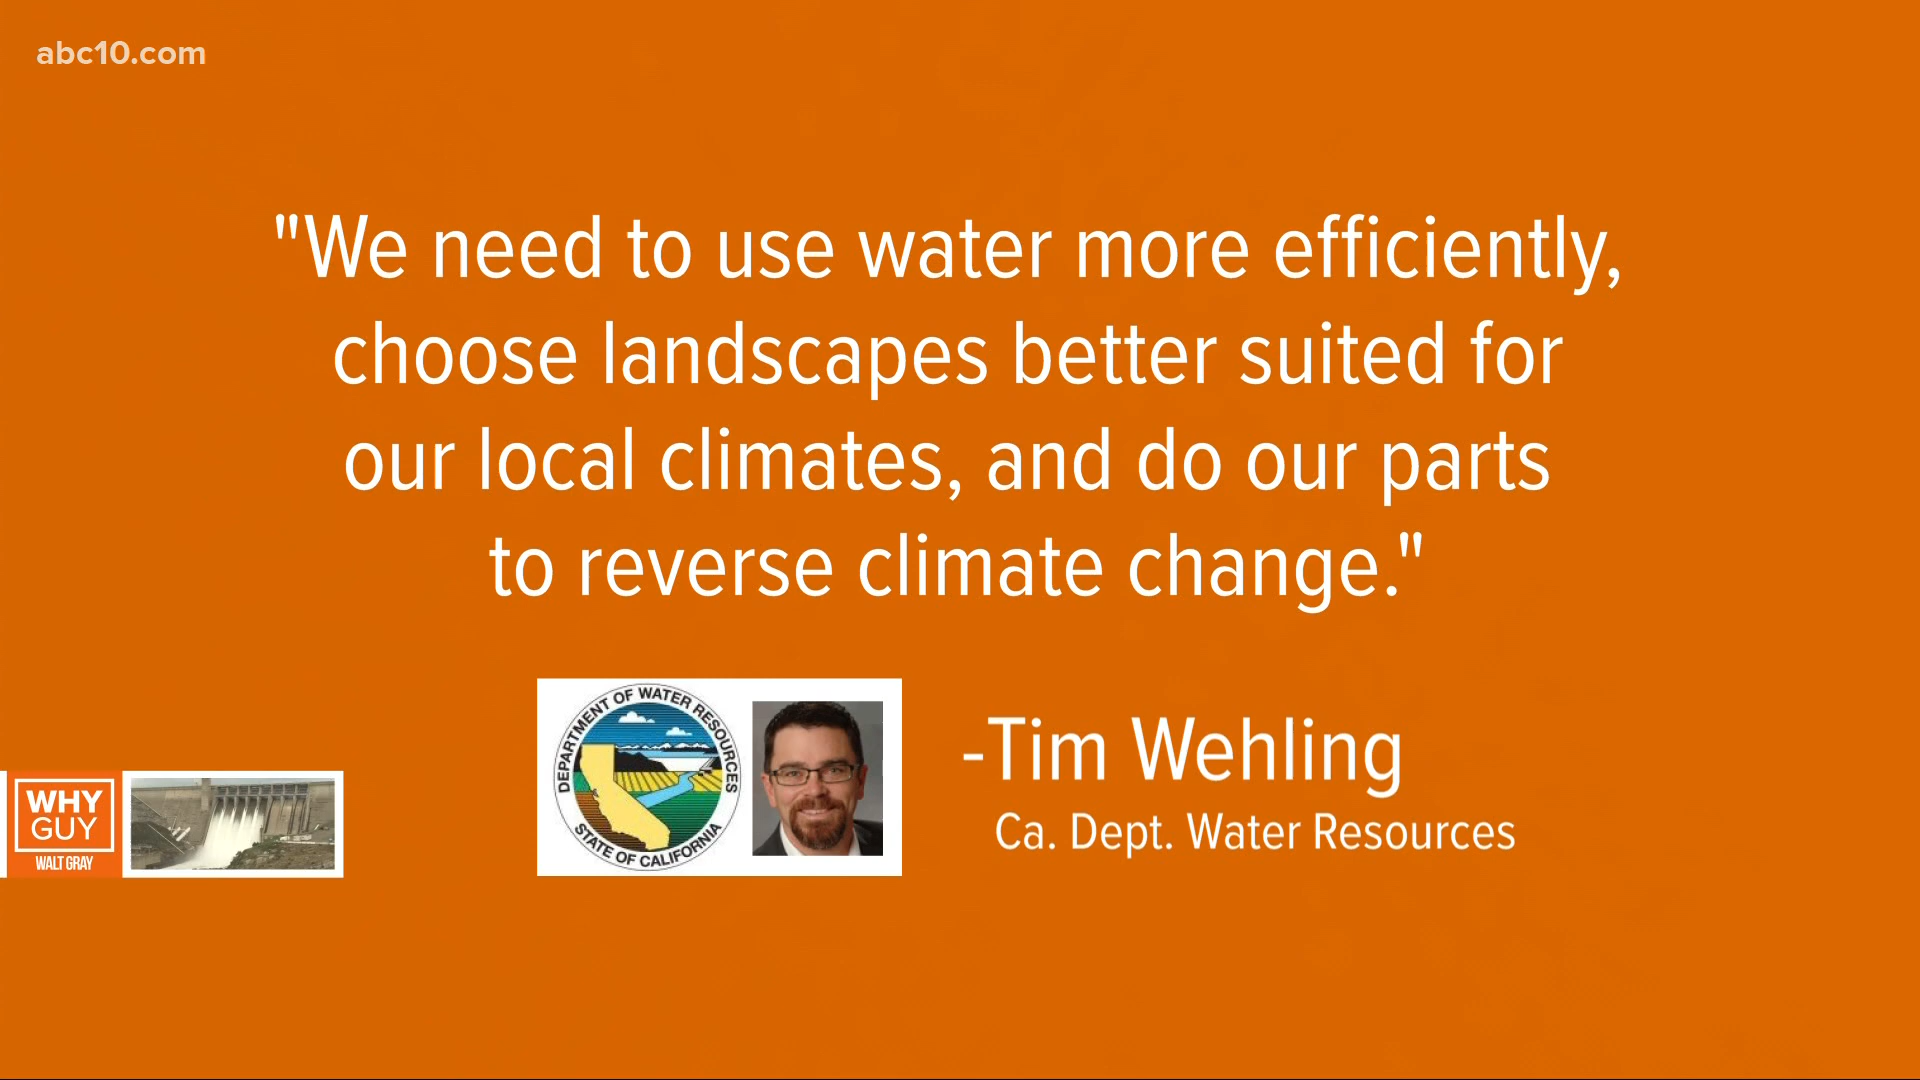 abc10.com
"We need to use water more efficiently,
choose landscapes better suited for
our local climates, and do our parts
to reverse climate change."
DEPARTMENT OF WATER RESOURCES
STATE OF CALIFORNIA
-Tim Wehling
Ca. Dept. Water Resources
WHY
GUY
WALT GRAY